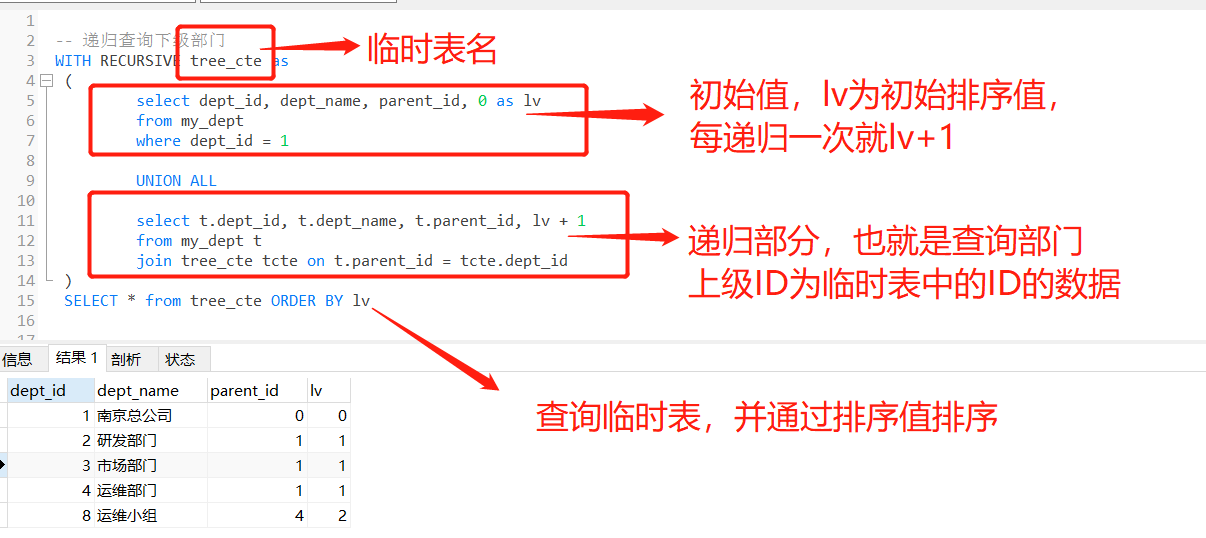 1
2 -- 递归查询下级部门
3 WITH RECURSIVE tree_cte as
临时表名
4 (
5 select dept_id, dept_name, parent_id, 0 as lv
6 from my_dept
7 where dept_id = 1
初始值，lv为初始排序值，
每递归一次就lv+1
8
9 UNION ALL
10
11 select t.dept_id, t.dept_name, t.parent_id, lv + 1
12 from my_dept t
13 join tree_cte tcte on t.parent_id = tcte.dept_id
递归部分，也就是查询部门
上级ID为临时表中的ID的数据
14 )
15 SELECT * from tree_cte ORDER BY lv
16
17
信息 结果 1 剖析 状态
dept_id dept_name parent_id lv
1 南京总公司 0 0
2 研发部门 1 1
3 市场部门 1 1
4 运维部门 1 1
8 运维小组 4 2
查询临时表，并通过排序值排序